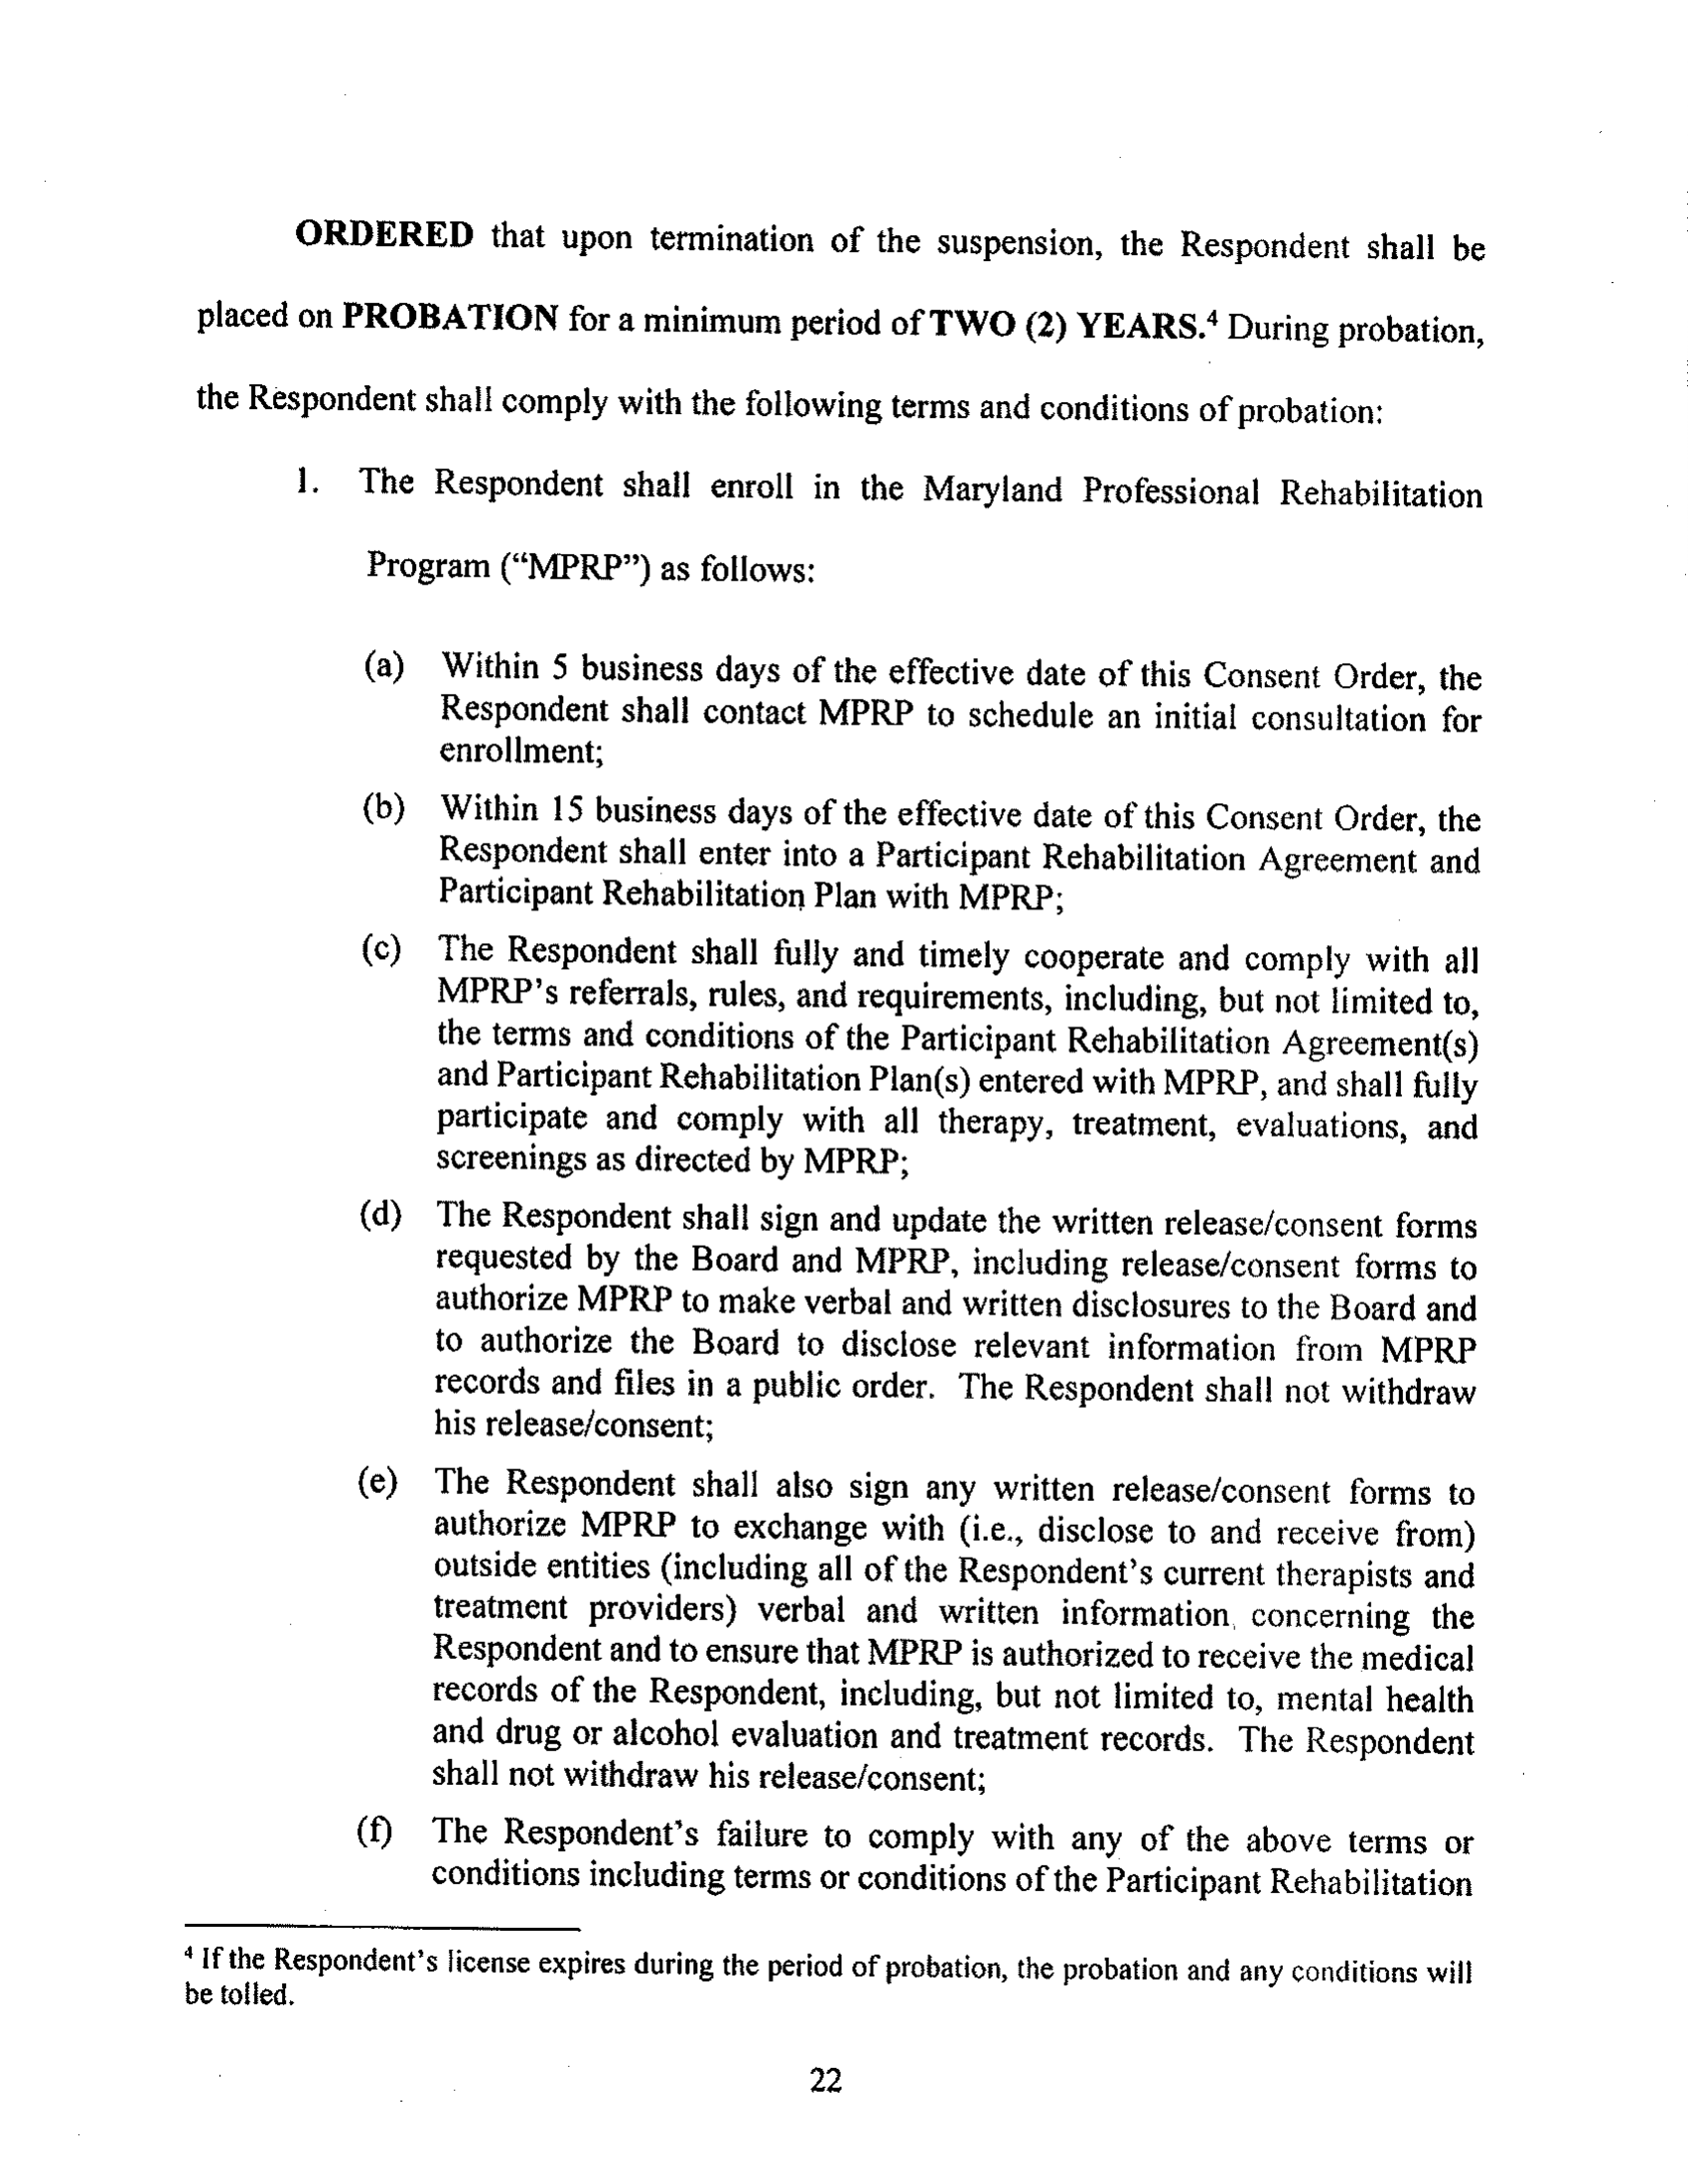 ORDERED that upon termination of the suspension, the Respondent shall be
placed on PROBATION for a minimum period of TWO (2) YEARS.⁴ During probation,
the Respondent shall comply with the following terms and conditions of probation:
1. The Respondent shall enroll in the Maryland Professional Rehabilitation
Program (“MPRP”) as follows:
(a) Within 5 business days of the effective date of this Consent Order, the
Respondent shall contact MPRP to schedule an initial consultation for
enrollment;
(b) Within 15 business days of the effective date of this Consent Order, the
Respondent shall enter into a Participant Rehabilitation Agreement and
Participant Rehabilitation Plan with MPRP;
(c) The Respondent shall fully and timely cooperate and comply with all
MPRP’s referrals, rules, and requirements, including, but not limited to,
the terms and conditions of the Participant Rehabilitation Agreement(s)
and Participant Rehabilitation Plan(s) entered with MPRP, and shall fully
participate and comply with all therapy, treatment, evaluations, and
screenings as directed by MPRP;
(d) The Respondent shall sign and update the written release/consent forms
requested by the Board and MPRP, including release/consent forms to
authorize MPRP to make verbal and written disclosures to the Board and
to authorize the Board to disclose relevant information from MPRP
records and files in a public order. The Respondent shall not withdraw
his release/consent;
(e) The Respondent shall also sign any written release/consent forms to
authorize MPRP to exchange with (i.e., disclose to and receive from)
outside entities (including all of the Respondent’s current therapists and
treatment providers) verbal and written information concerning the
Respondent and to ensure that MPRP is authorized to receive the medical
records of the Respondent, including, but not limited to, mental health
and drug or alcohol evaluation and treatment records. The Respondent
shall not withdraw his release/consent;
(f) The Respondent’s failure to comply with any of the above terms or
conditions including terms or conditions of the Participant Rehabilitation
⁴ If the Respondent’s license expires during the period of probation, the probation and any conditions will
be tolled.
22